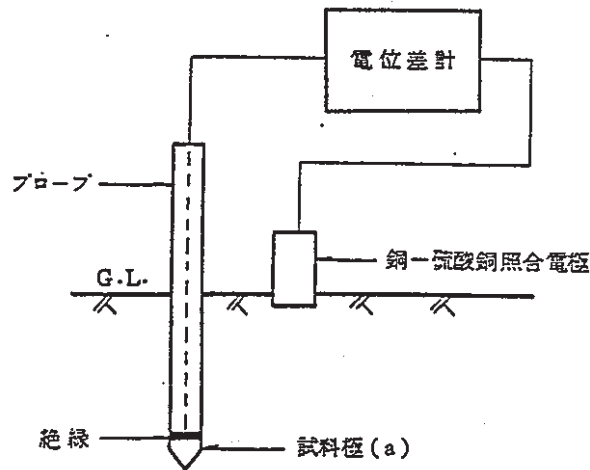 電位差計
プローブ
銅-硫酸銅照合電極
G.L.
絶縁
試料極(a)